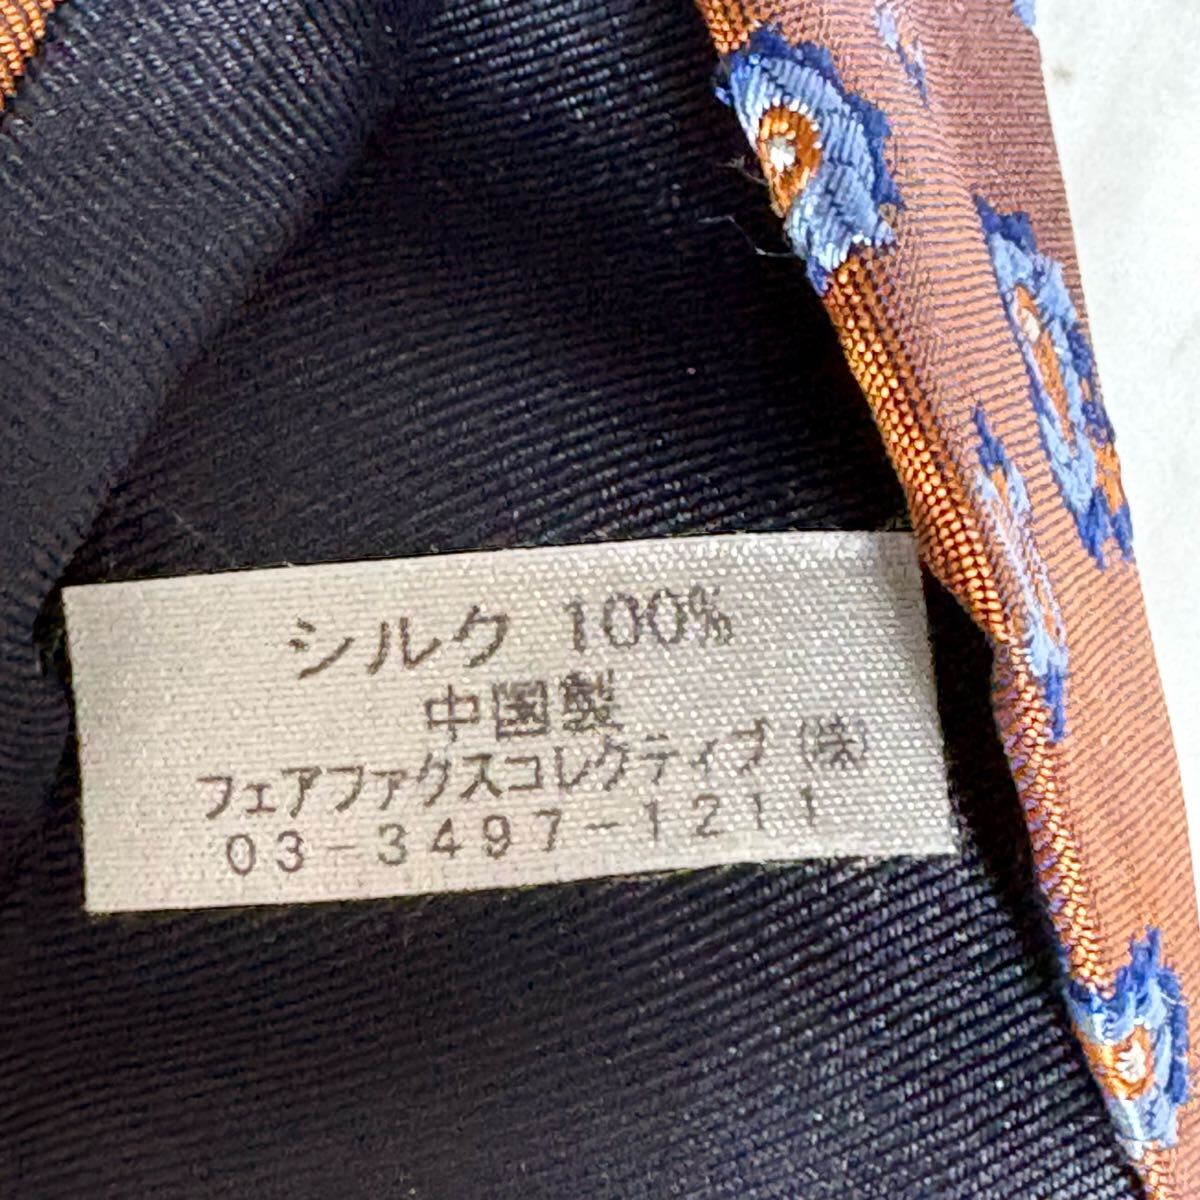 シルク 100%
中国製
フェアファクスコレクティブ(株)
03-3497-1211